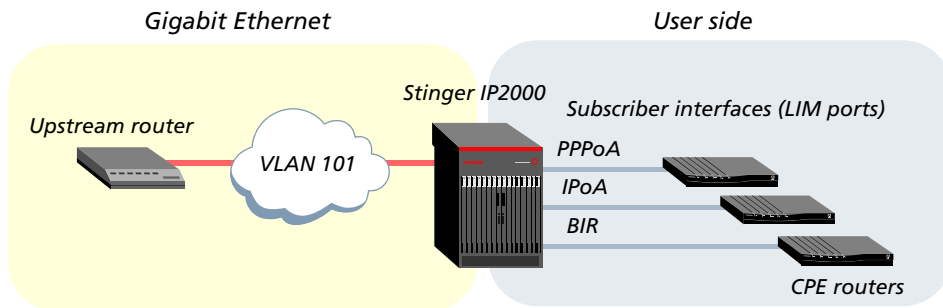 Gigabit Ethernet
User side
Stinger IP2000
Subscriber interfaces (LIM ports)
Upstream router
VLAN 101
PPPoA
IPoA
BIR
CPE routers